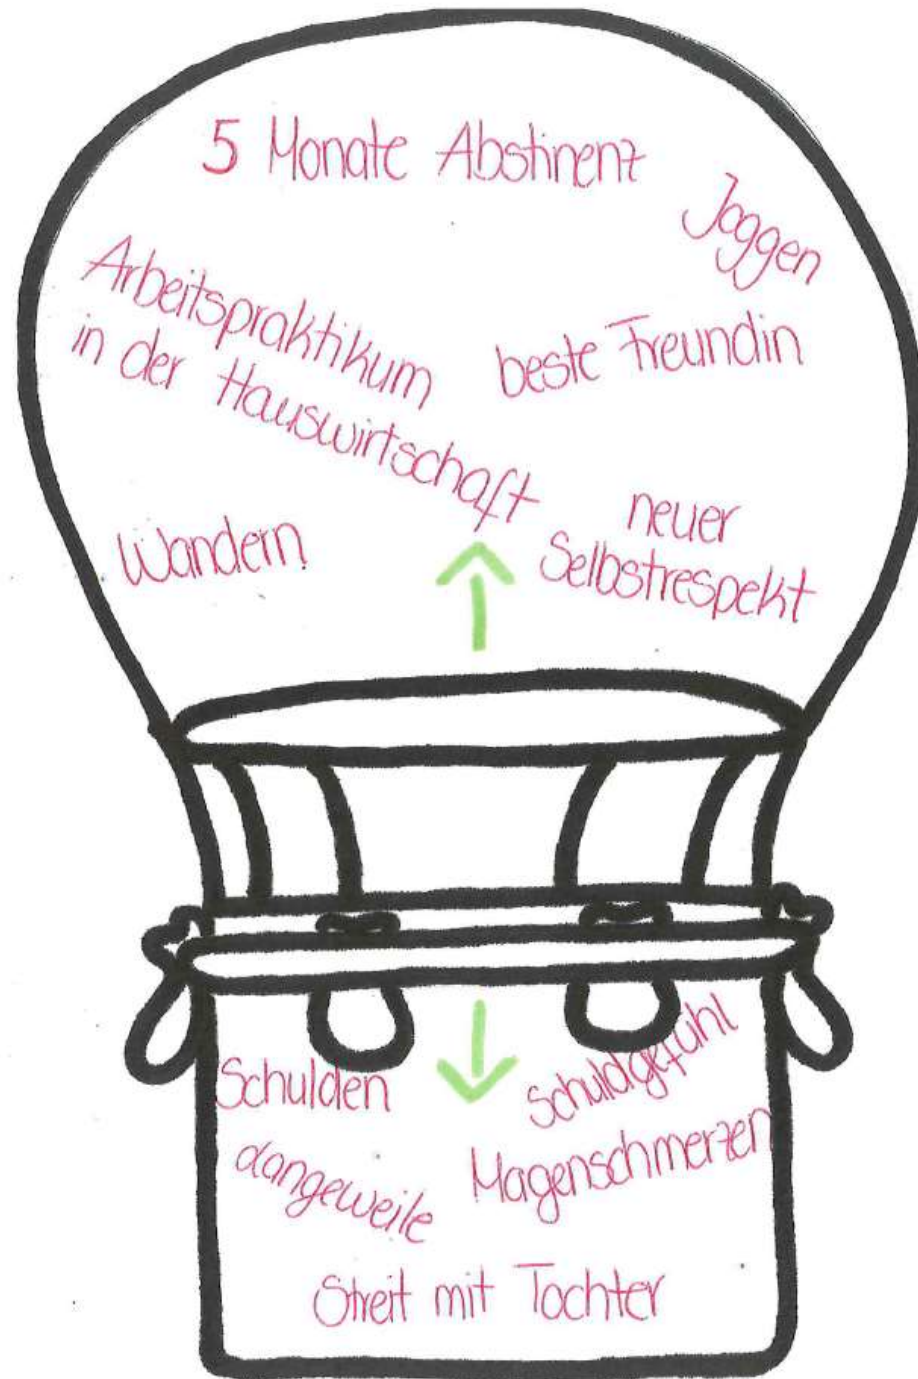 5 Monate Abstinenz
Joggen
Arbeitspraktikum
in der Hauswirtschaft
beste Freundin
Wandern
neuer
Selbstrespekt
Schulden
Schuldgefühl
Langeweile
Magenschmerzen
Streit mit Tochter